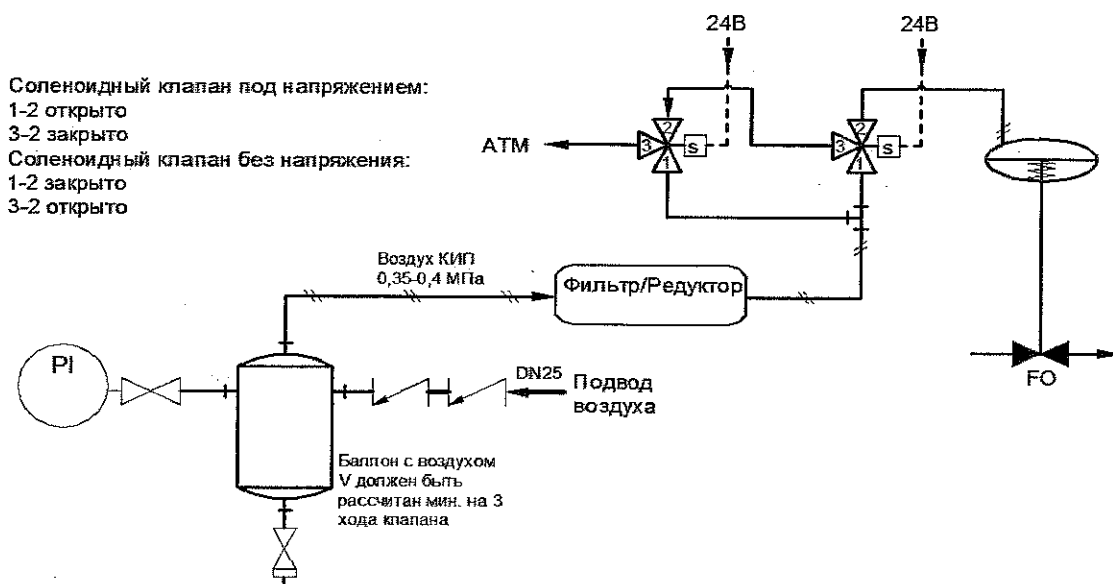 24В
24В
Соленоидный клапан под напряжением:
1-2 открыто
3-2 закрыто
Соленоидный клапан без напряжения:
1-2 закрыто
3-2 открыто
АТМ
2
3
s
1
2
3
s
1
Воздух КИП
0,35-0,4 МПа
Фильтр/Редуктор
PI
DN25
Подвод
воздуха
FO
Баллон с воздухом
V должен быть
рассчитан мин. на 3
хода клапана